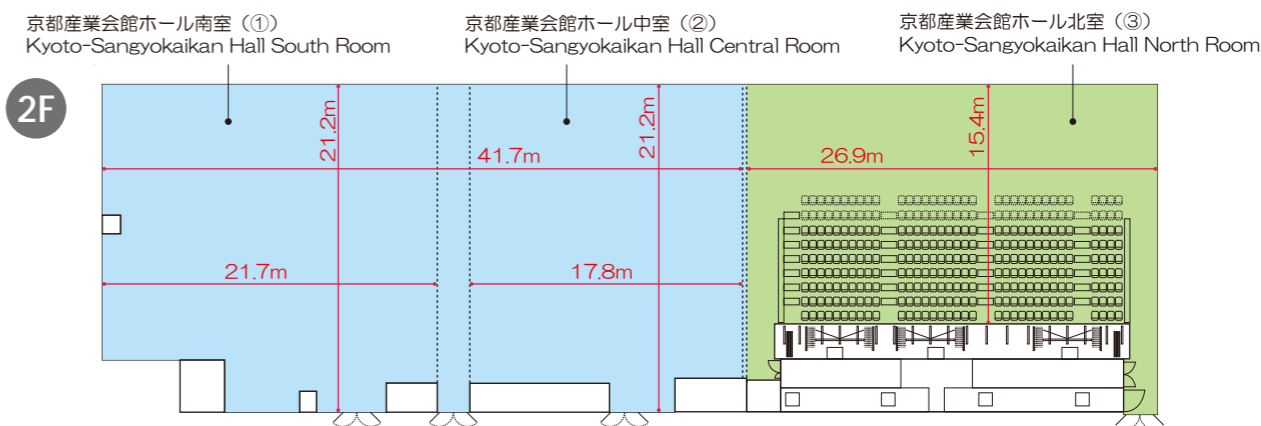 京都産業会館ホール南室（①）
Kyoto-Sangyokaikan Hall South Room
京都産業会館ホール中室（②）
Kyoto-Sangyokaikan Hall Central Room
京都産業会館ホール北室（③）
Kyoto-Sangyokaikan Hall North Room
2F
21.2m
21.2m
15.4m
41.7m
26.9m
21.7m
17.8m